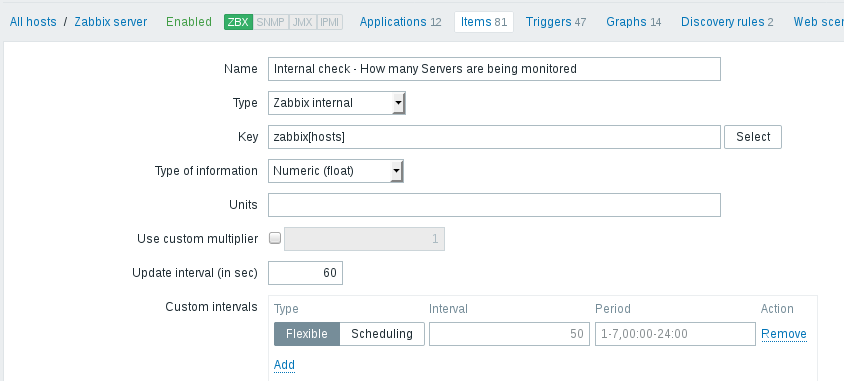 All hosts / Zabbix server Enabled ZBX SNMP JMX IPMI Applications 12 Items 81 Triggers 47 Graphs 14 Discovery rules 2 Web scen
Name Internal check - How many Servers are being monitored
Type Zabbix internal
Key zabbix[hosts] Select
Type of information Numeric (float)
Units
Use custom multiplier 1
Update interval (in sec) 60
Custom intervals Type Interval Period Action
Flexible Scheduling 50 1-7,00:00-24:00 Remove
Add